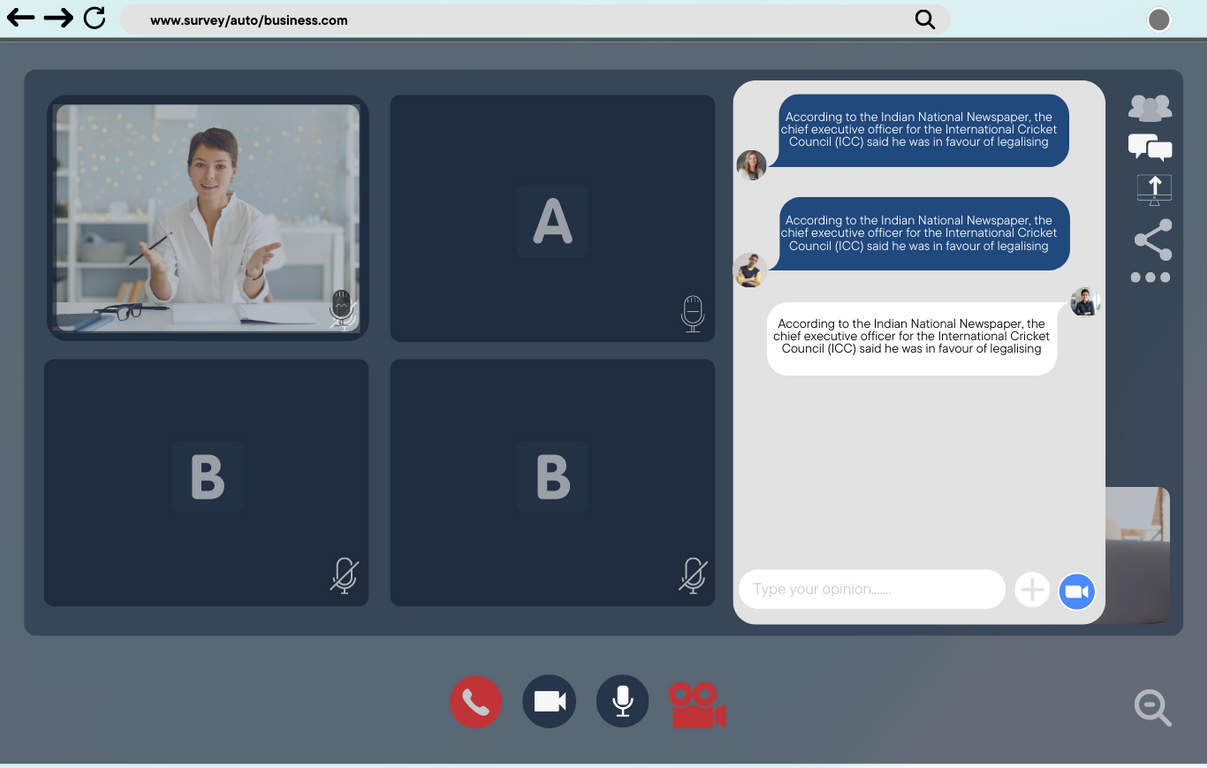 www.survey/auto/business.com
A
B
B
According to the Indian National Newspaper, the
chief executive officer for the International Cricket
Council (ICC) said he was in favour of legalising
According to the Indian National Newspaper, the
chief executive officer for the International Cricket
Council (ICC) said he was in favour of legalising
According to the Indian National Newspaper, the
chief executive officer for the International Cricket
Council (ICC) said he was in favour of legalising
Type your opinion.......